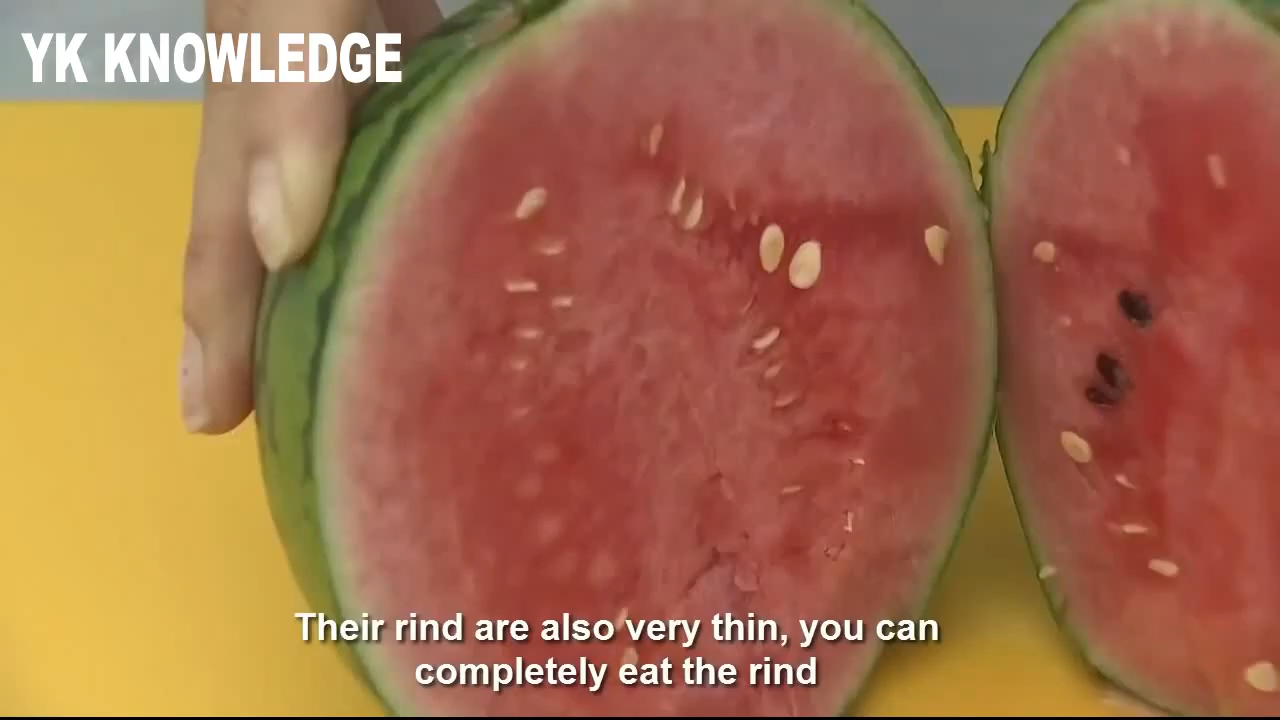 YK KNOWLEDGE
Their rind are also very thin, you can
completely eat the rind